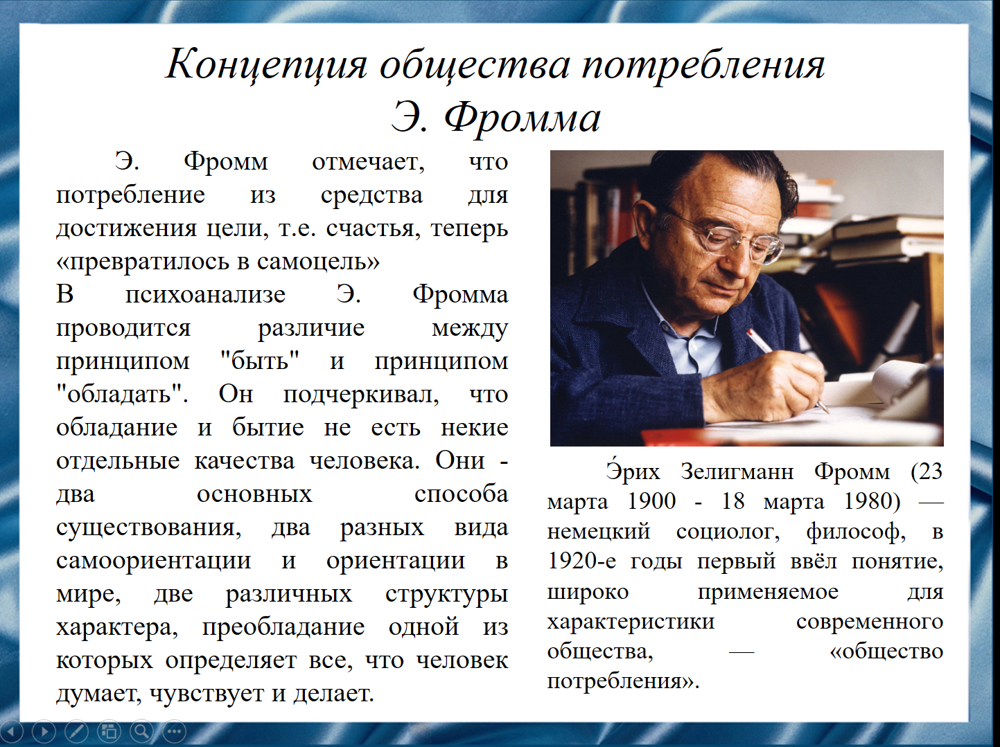 Концепция общества потребления
Э. Фромма
Э. Фромм отмечает, что
потребление из средства для
достижения цели, т.е. счастья, теперь
«превратилось в самоцель»
В психоанализе Э. Фромма
проводится различие между
принципом "быть" и принципом
"обладать". Он подчеркивал, что
обладание и бытие не есть некие
отдельные качества человека. Они -
два основных способа
существования, два разных вида
самоориентации и ориентации в
мире, две различных структуры
характера, преобладание одной из
которых определяет все, что человек
думает, чувствует и делает.
Э́рих Зелигманн Фромм (23
марта 1900 - 18 марта 1980) —
немецкий социолог, философ, в
1920-е годы первый ввёл понятие,
широко применяемое для
характеристики современного
общества, — «общество
потребления».